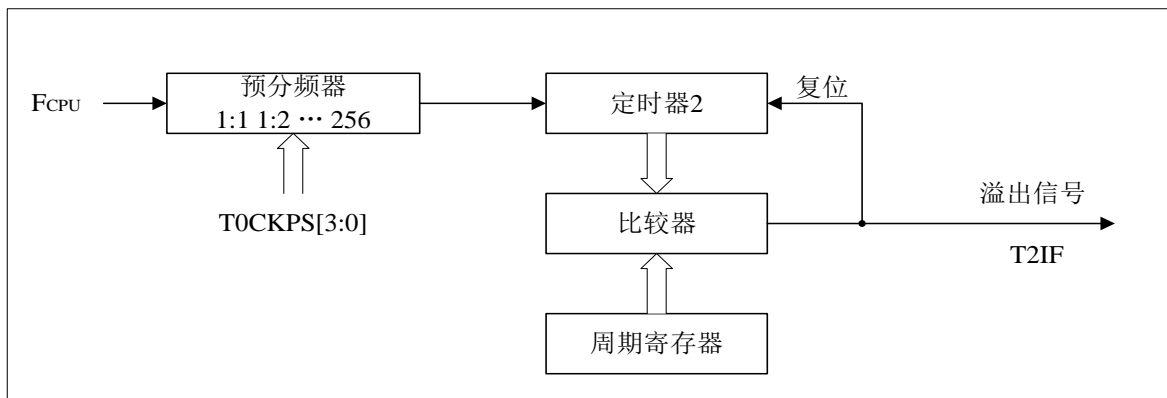 FCPU
预分频器
1:1 1:2 … 256
T0CKPS[3:0]
定时器2
复位
比较器
溢出信号
T2IF
周期寄存器